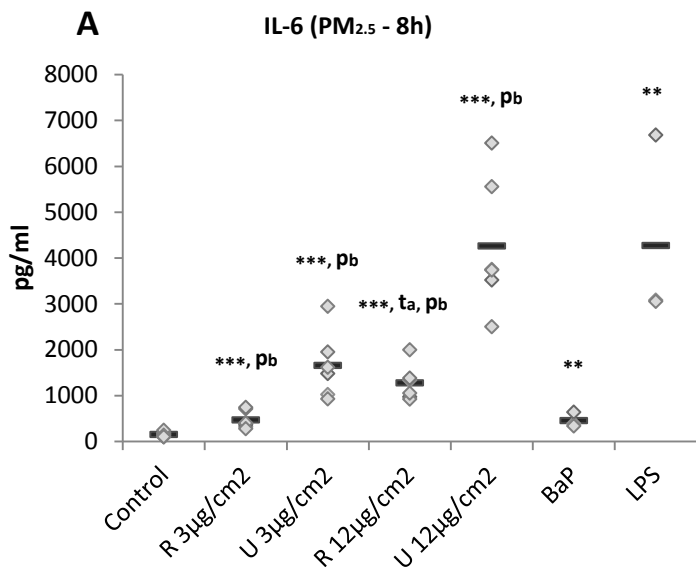 A
IL-6 (PM2.5 - 8h)
pg/ml
8000
7000
6000
5000
4000
3000
2000
1000
0
***, pb
***, pb
***, ta, pb
***, pb
**
**
Control
R 3µg/cm2
U 3µg/cm2
R 12µg/cm2
U 12µg/cm2
BaP
LPS